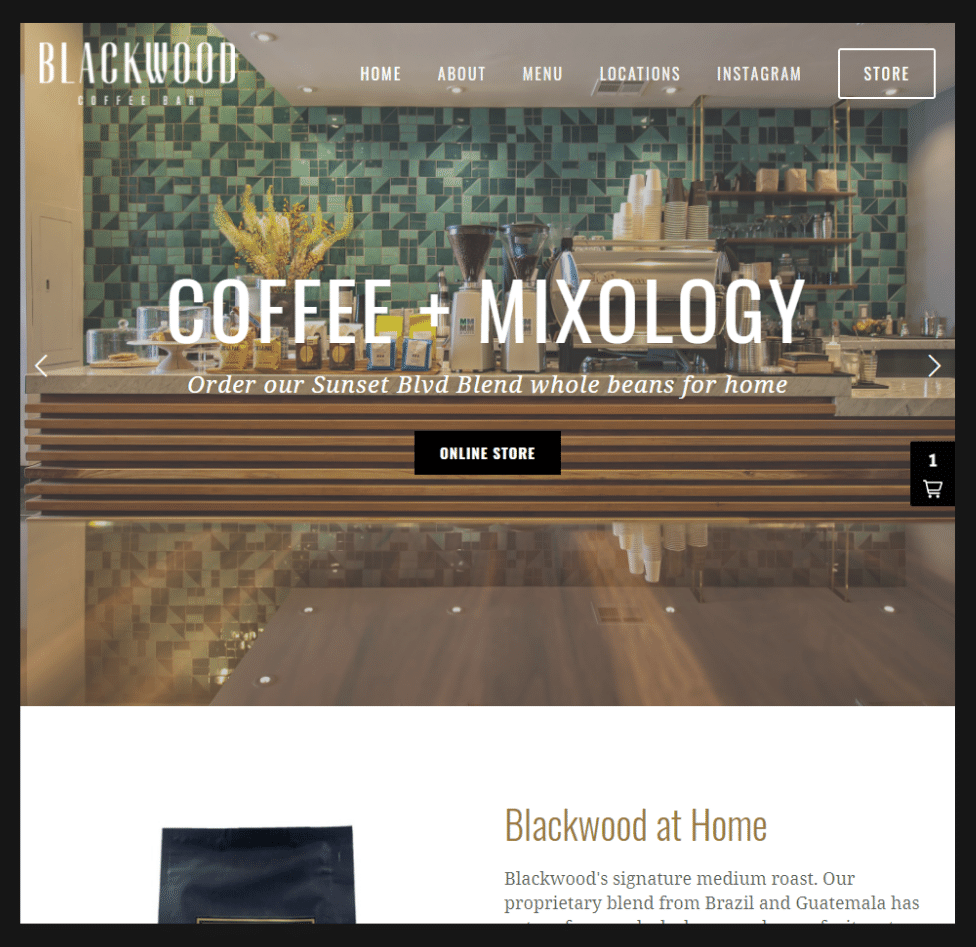 BLACKWOOD
COFFEE BAR
HOME ABOUT MENU LOCATIONS INSTAGRAM STORE
COFFEE + MIXOLOGY
Order our Sunset Blvd Blend whole beans for home
ONLINE STORE
1
Blackwood at Home
Blackwood's signature medium roast. Our
proprietary blend from Brazil and Guatemala has